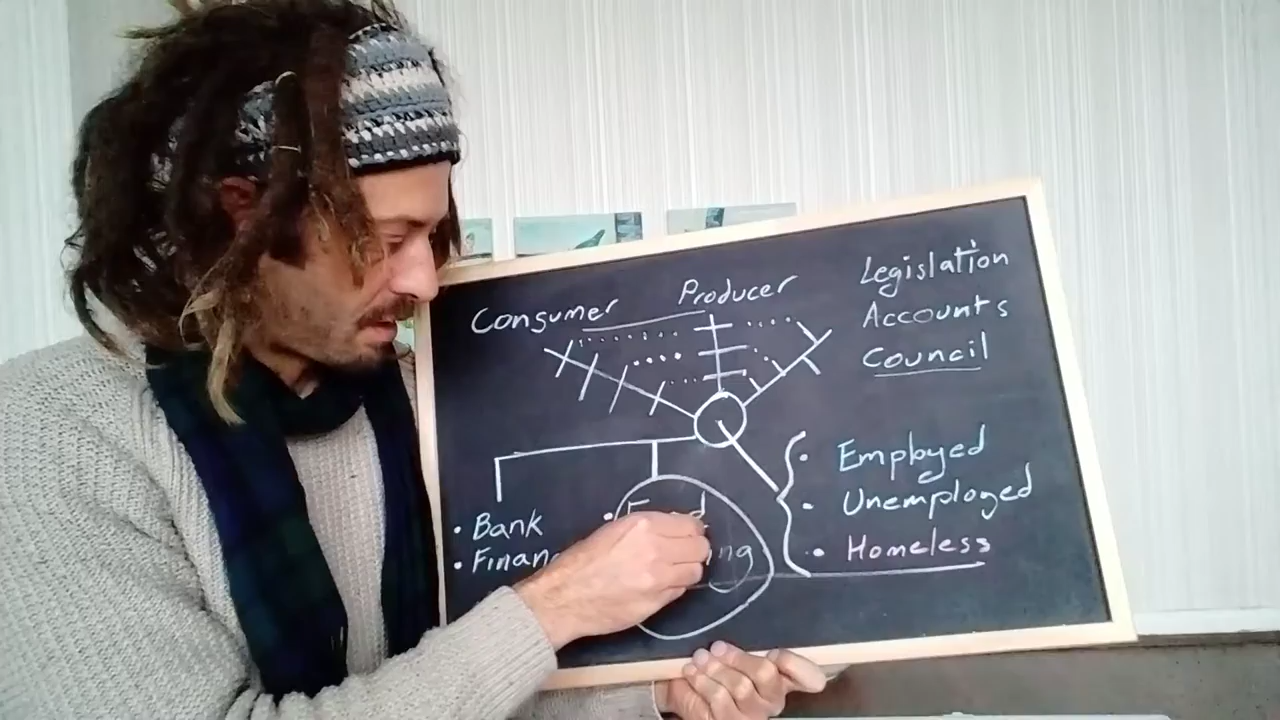 Consumer
Producer
Legislation
Accounts
Council
• Employed
• Unemployed
• Homeless
• Bank